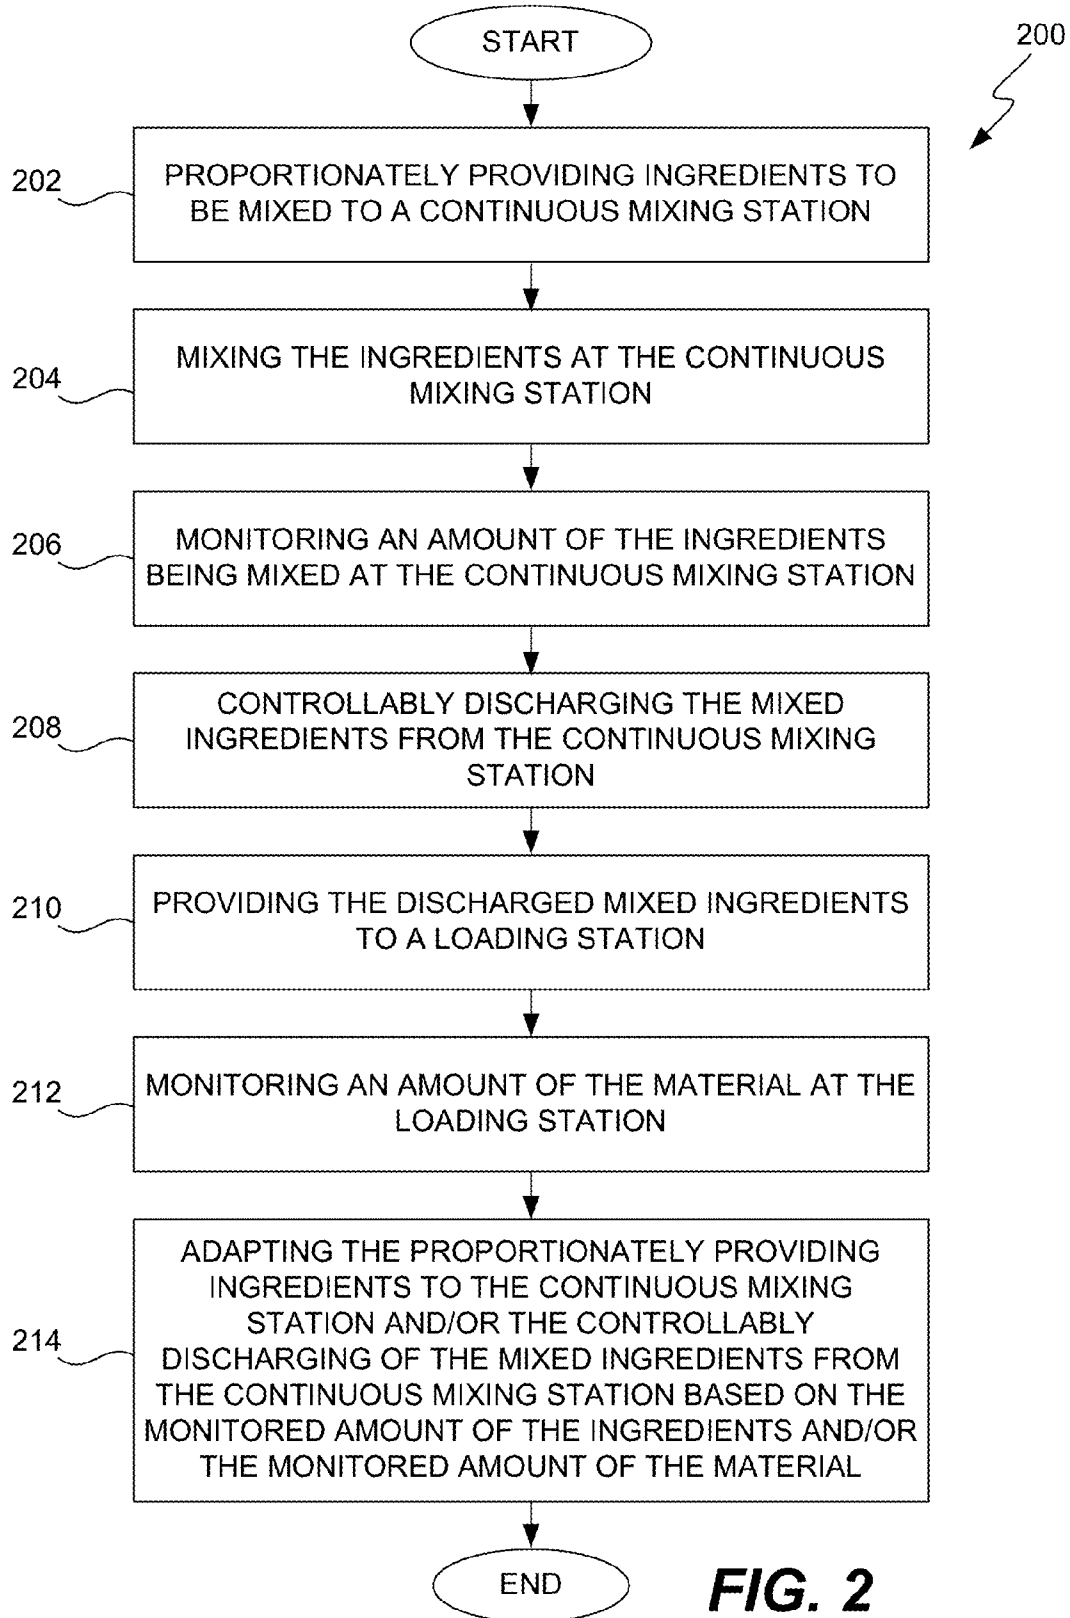 START
200
202
PROPORTIONATELY PROVIDING INGREDIENTS TO
BE MIXED TO A CONTINUOUS MIXING STATION
204
MIXING THE INGREDIENTS AT THE CONTINUOUS
MIXING STATION
206
MONITORING AN AMOUNT OF THE INGREDIENTS
BEING MIXED AT THE CONTINUOUS MIXING STATION
208
CONTROLLABLY DISCHARGING THE MIXED
INGREDIENTS FROM THE CONTINUOUS MIXING
STATION
210
PROVIDING THE DISCHARGED MIXED INGREDIENTS
TO A LOADING STATION
212
MONITORING AN AMOUNT OF THE MATERIAL AT THE
LOADING STATION
214
ADAPTING THE PROPORTIONATELY PROVIDING
INGREDIENTS TO THE CONTINUOUS MIXING
STATION AND/OR THE CONTROLLABLY
DISCHARGING OF THE MIXED INGREDIENTS FROM
THE CONTINUOUS MIXING STATION BASED ON THE
MONITORED AMOUNT OF THE INGREDIENTS AND/OR
THE MONITORED AMOUNT OF THE MATERIAL
END
FIG. 2